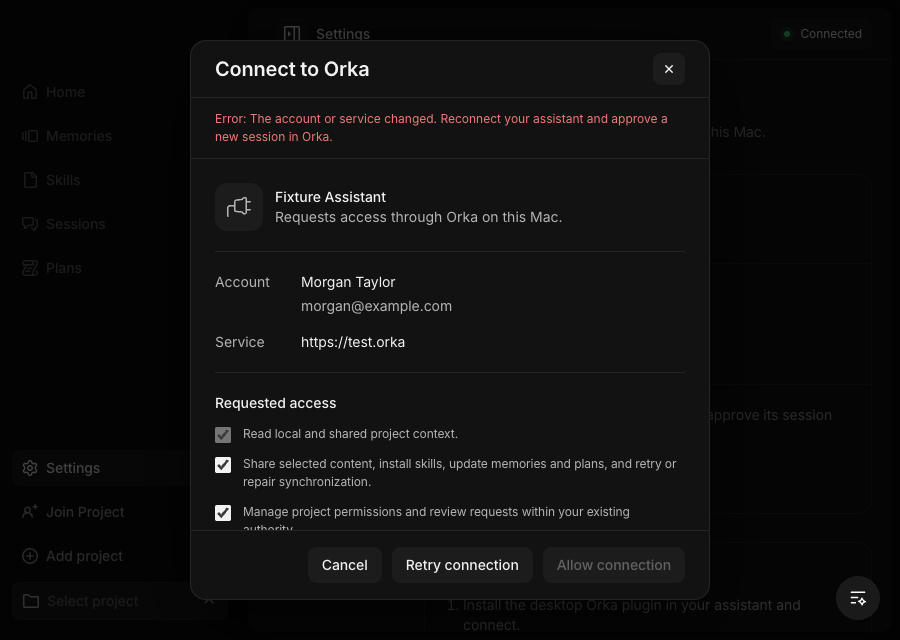 Settings
Connected
Home
Memories
Skills
Sessions
Plans
Settings
Join Project
Add project
Select project
Connect to Orka
Error: The account or service changed. Reconnect your assistant and approve a
new session in Orka.
Fixture Assistant
Requests access through Orka on this Mac.
Account
Morgan Taylor
morgan@example.com
Service
https://test.orka
Requested access
Read local and shared project context.
Share selected content, install skills, update memories and plans, and retry or
repair synchronization.
Manage project permissions and review requests within your existing
authority.
Cancel
Retry connection
Allow connection
this Mac.
approve its session
1. Install the desktop Orka plugin in your assistant and
connect.